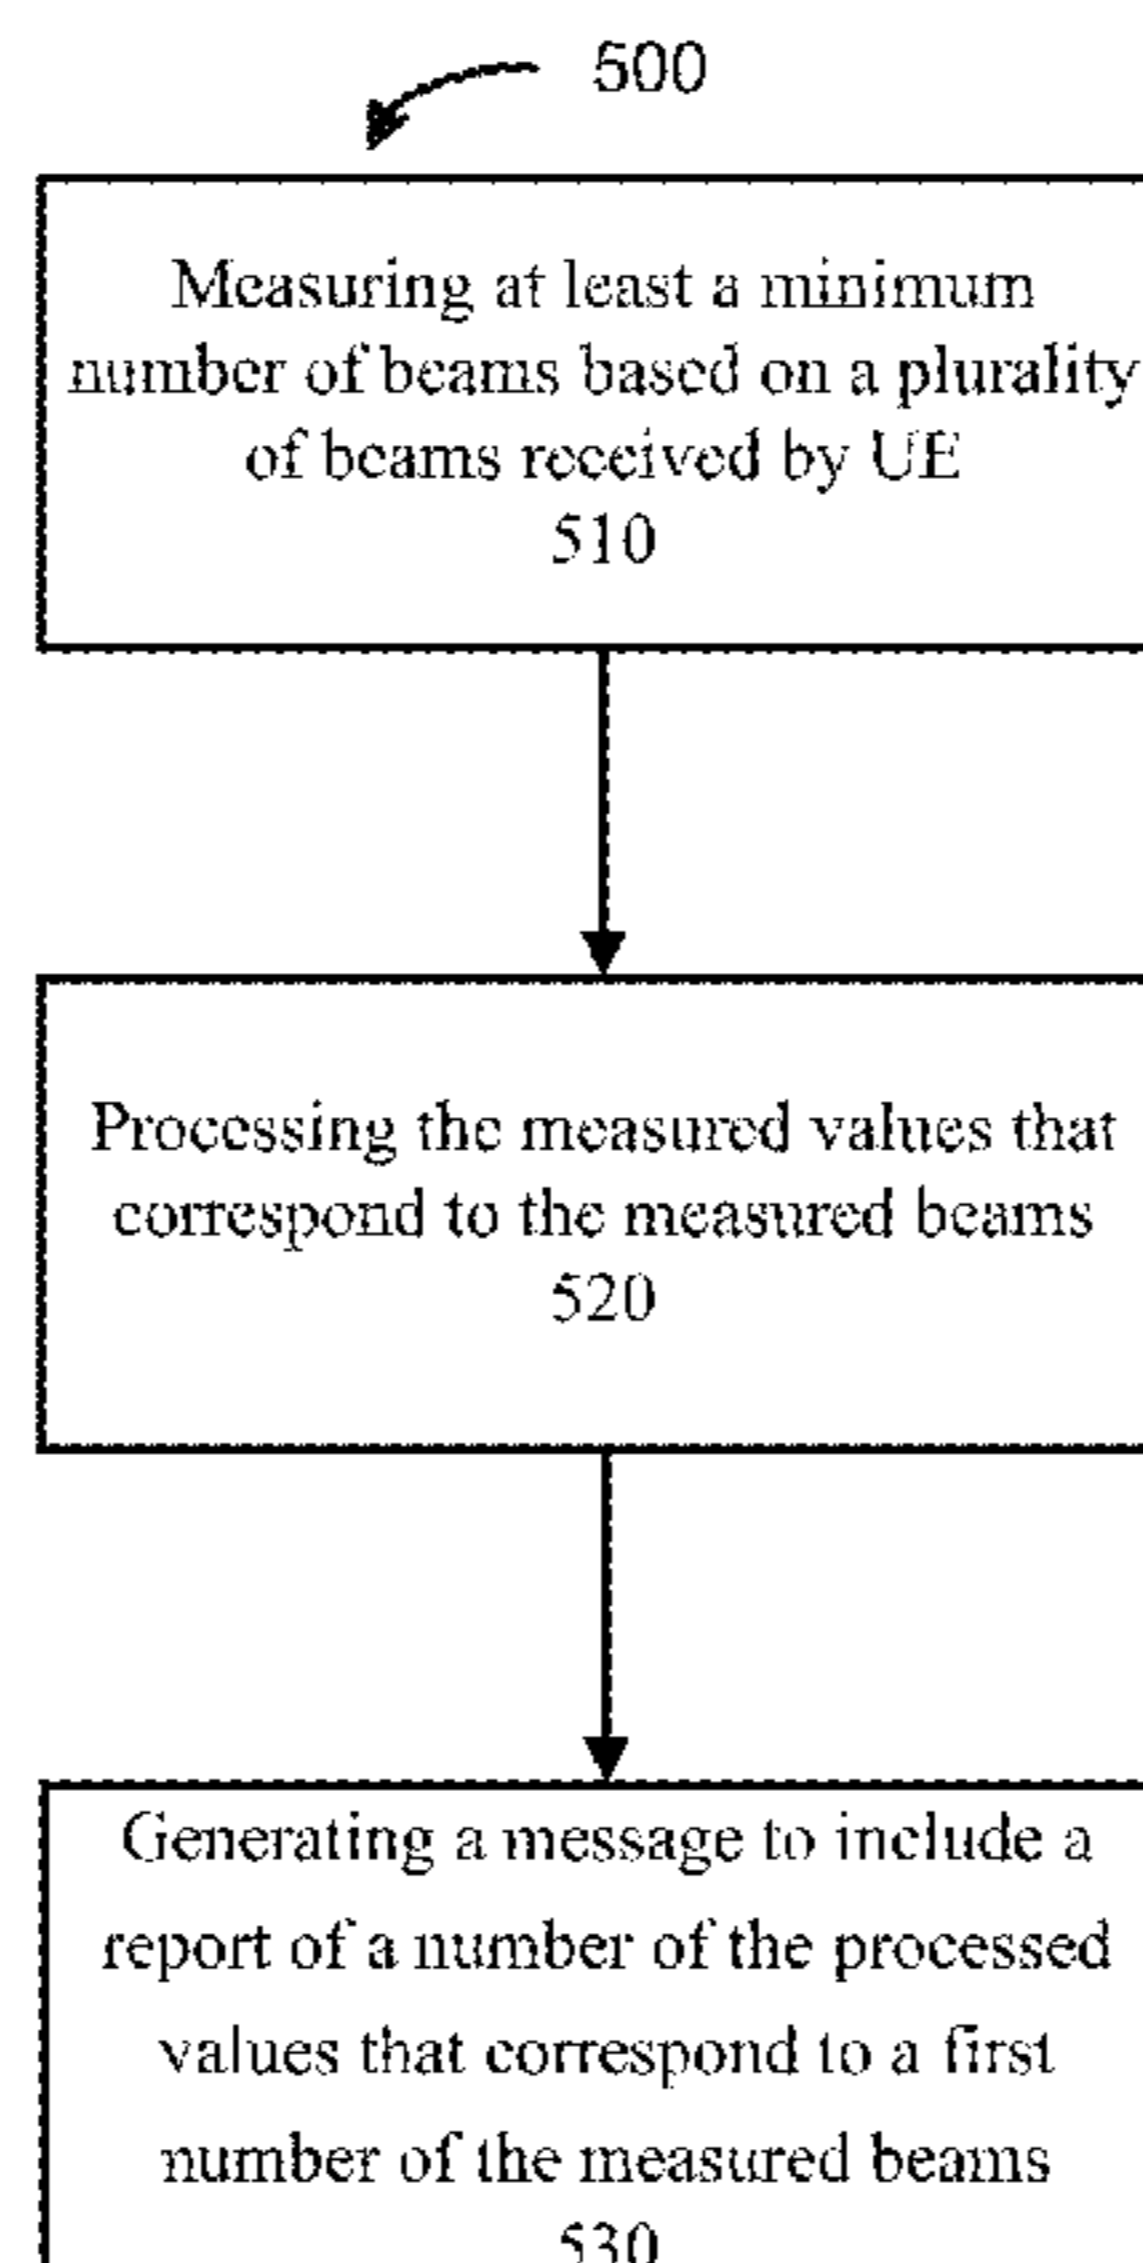 500
Measuring at least a minimum
number of beams based on a plurality
of beams received by UE
510
Processing the measured values that
correspond to the measured beams
520
Generating a message to include a
report of a number of the processed
values that correspond to a first
number of the measured beams
530